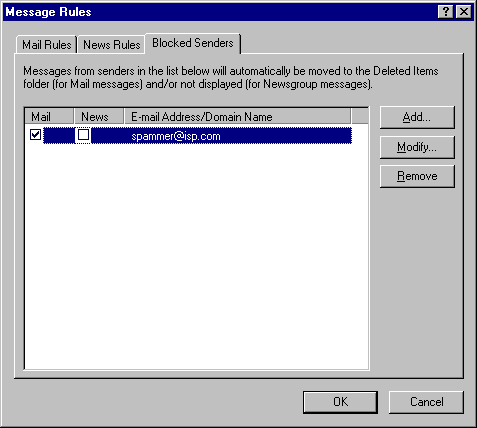 Message Rules
Mail Rules News Rules Blocked Senders
Messages from senders in the list below will automatically be moved to the Deleted Items
folder (for Mail messages) and/or not displayed (for Newsgroup messages).
Mail News E-mail Address/Domain Name
spammer@isp.com
Add...
Modify...
Remove
OK Cancel